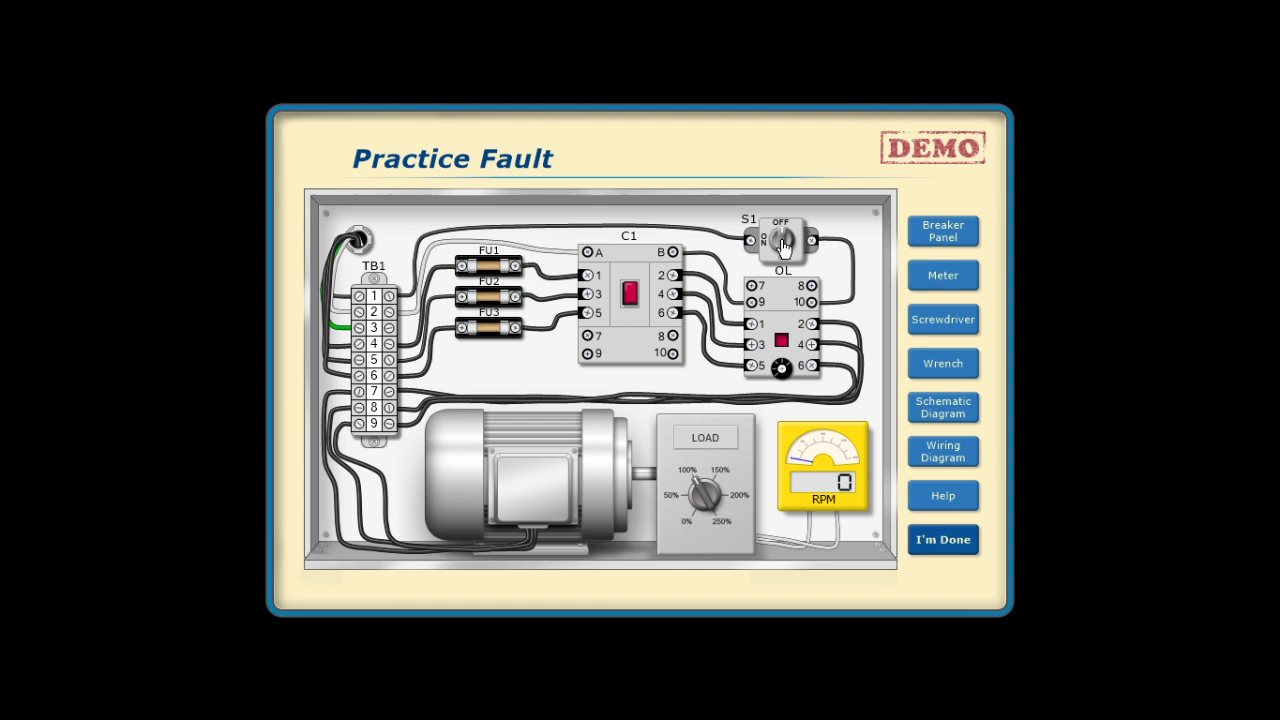 Practice Fault
DEMO
S1
OFF
ON
C1
OL
TB1
FU1
FU2
FU3
A
B
1
2
3
4
5
6
7
8
9
10
7
8
9
10
1
2
3
4
5
6
1
2
3
4
5
6
7
8
9
LOAD
100%
150%
50%
200%
0%
250%
0
RPM
Breaker
Panel
Meter
Screwdriver
Wrench
Schematic
Diagram
Wiring
Diagram
Help
I'm Done